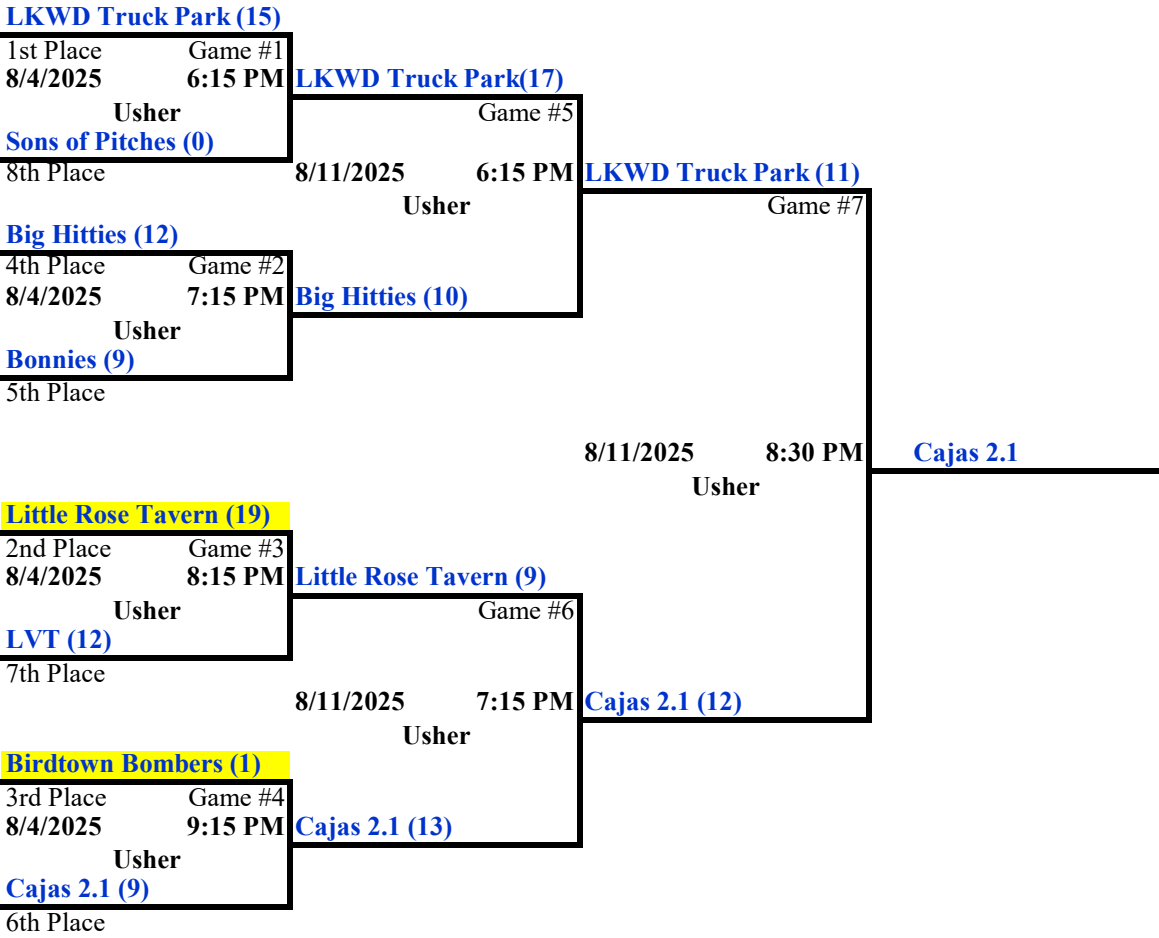 LKWD Truck Park (15)
1st Place Game #1
8/4/2025 6:15 PM LKWD Truck Park(17)
Usher Game #5
Sons of Pitches (0)
8th Place 8/11/2025 6:15 PM LKWD Truck Park (11)
Usher Game #7
Big Hitties (12)
4th Place Game #2
8/4/2025 7:15 PM Big Hitties (10)
Usher
Bonnies (9)
5th Place
8/11/2025 8:30 PM Cajas 2.1
Usher
Little Rose Tavern (19)
2nd Place Game #3
8/4/2025 8:15 PM Little Rose Tavern (9)
Usher Game #6
LVT (12)
7th Place
8/11/2025 7:15 PM Cajas 2.1 (12)
Usher
Birdtown Bombers (1)
3rd Place Game #4
8/4/2025 9:15 PM Cajas 2.1 (13)
Usher
Cajas 2.1 (9)
6th Place